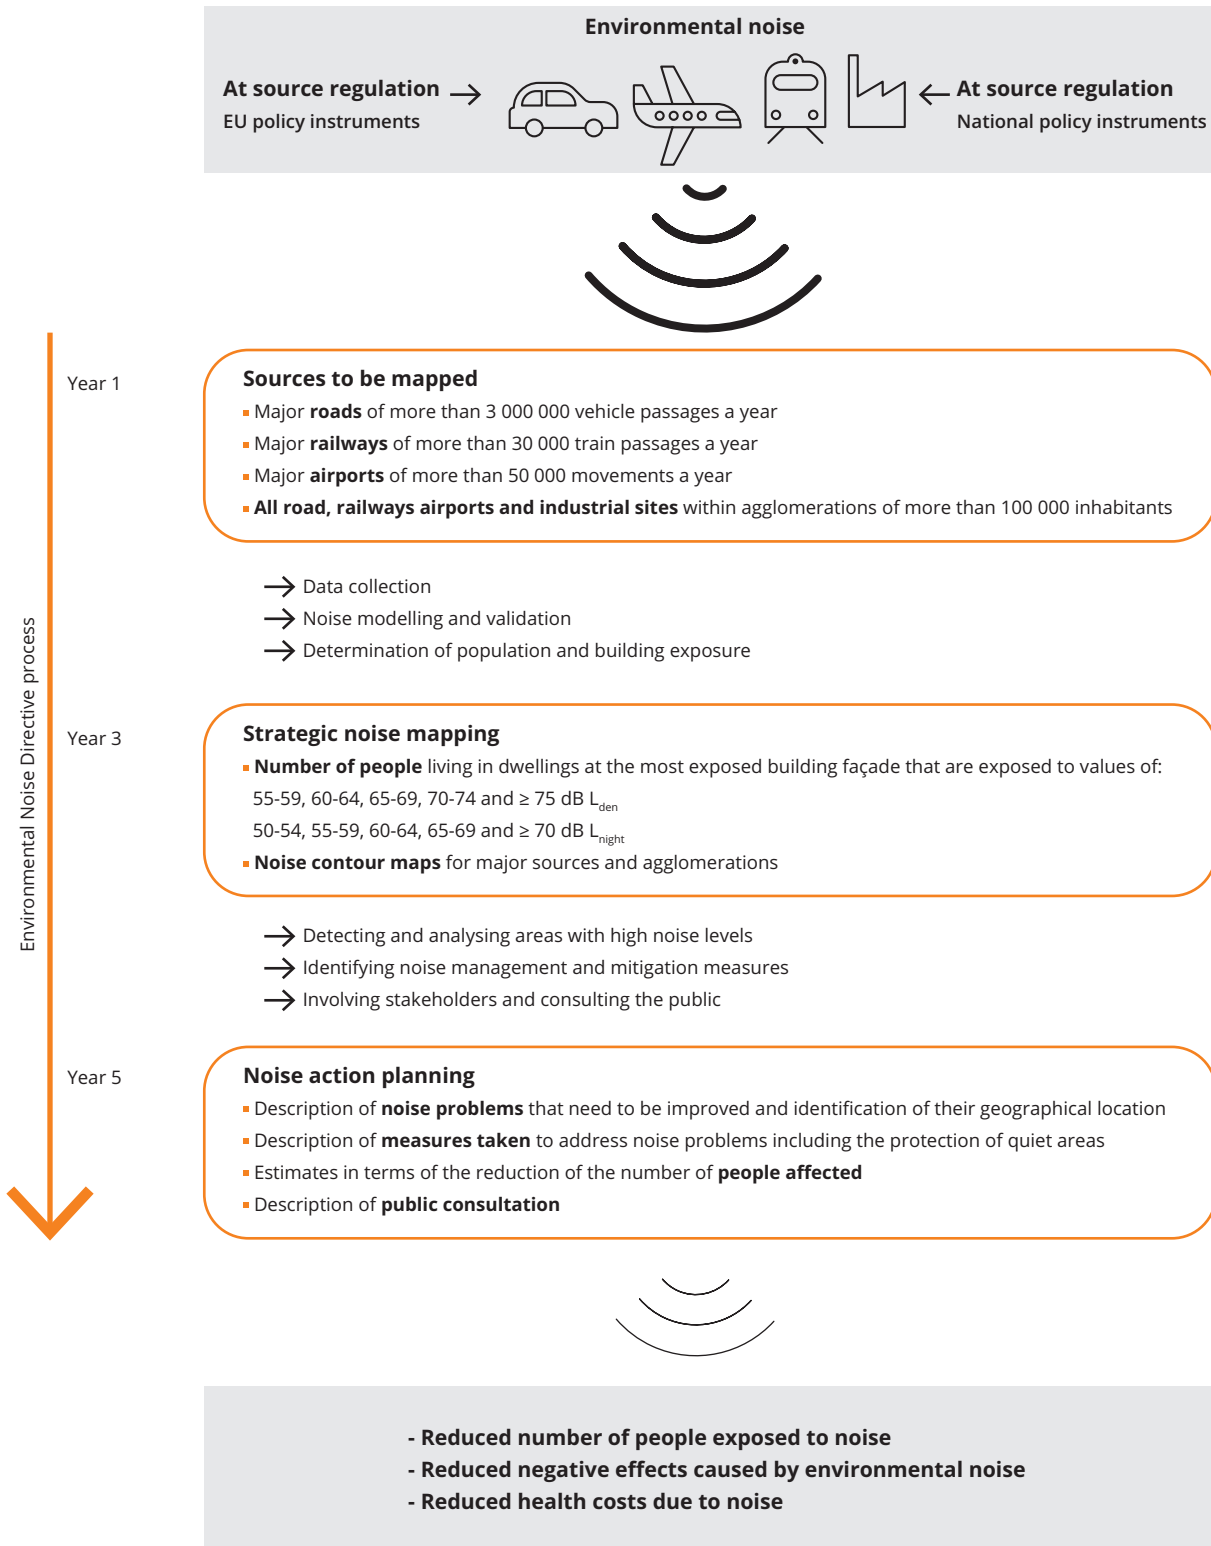 Environmental noise
At source regulation
EU policy instruments
At source regulation
National policy instruments
Environmental Noise Directive process
Year 1
Sources to be mapped
Major roads of more than 3 000 000 vehicle passages a year
Major railways of more than 30 000 train passages a year
Major airports of more than 50 000 movements a year
All road, railways airports and industrial sites within agglomerations of more than 100 000 inhabitants
Data collection
Noise modelling and validation
Determination of population and building exposure
Year 3
Strategic noise mapping
Number of people living in dwellings at the most exposed building façade that are exposed to values of:
55-59, 60-64, 65-69, 70-74 and ≥ 75 dB Lden
50-54, 55-59, 60-64, 65-69 and ≥ 70 dB Lnight
Noise contour maps for major sources and agglomerations
Detecting and analysing areas with high noise levels
Identifying noise management and mitigation measures
Involving stakeholders and consulting the public
Year 5
Noise action planning
Description of noise problems that need to be improved and identification of their geographical location
Description of measures taken to address noise problems including the protection of quiet areas
Estimates in terms of the reduction of the number of people affected
Description of public consultation
- Reduced number of people exposed to noise
- Reduced negative effects caused by environmental noise
- Reduced health costs due to noise